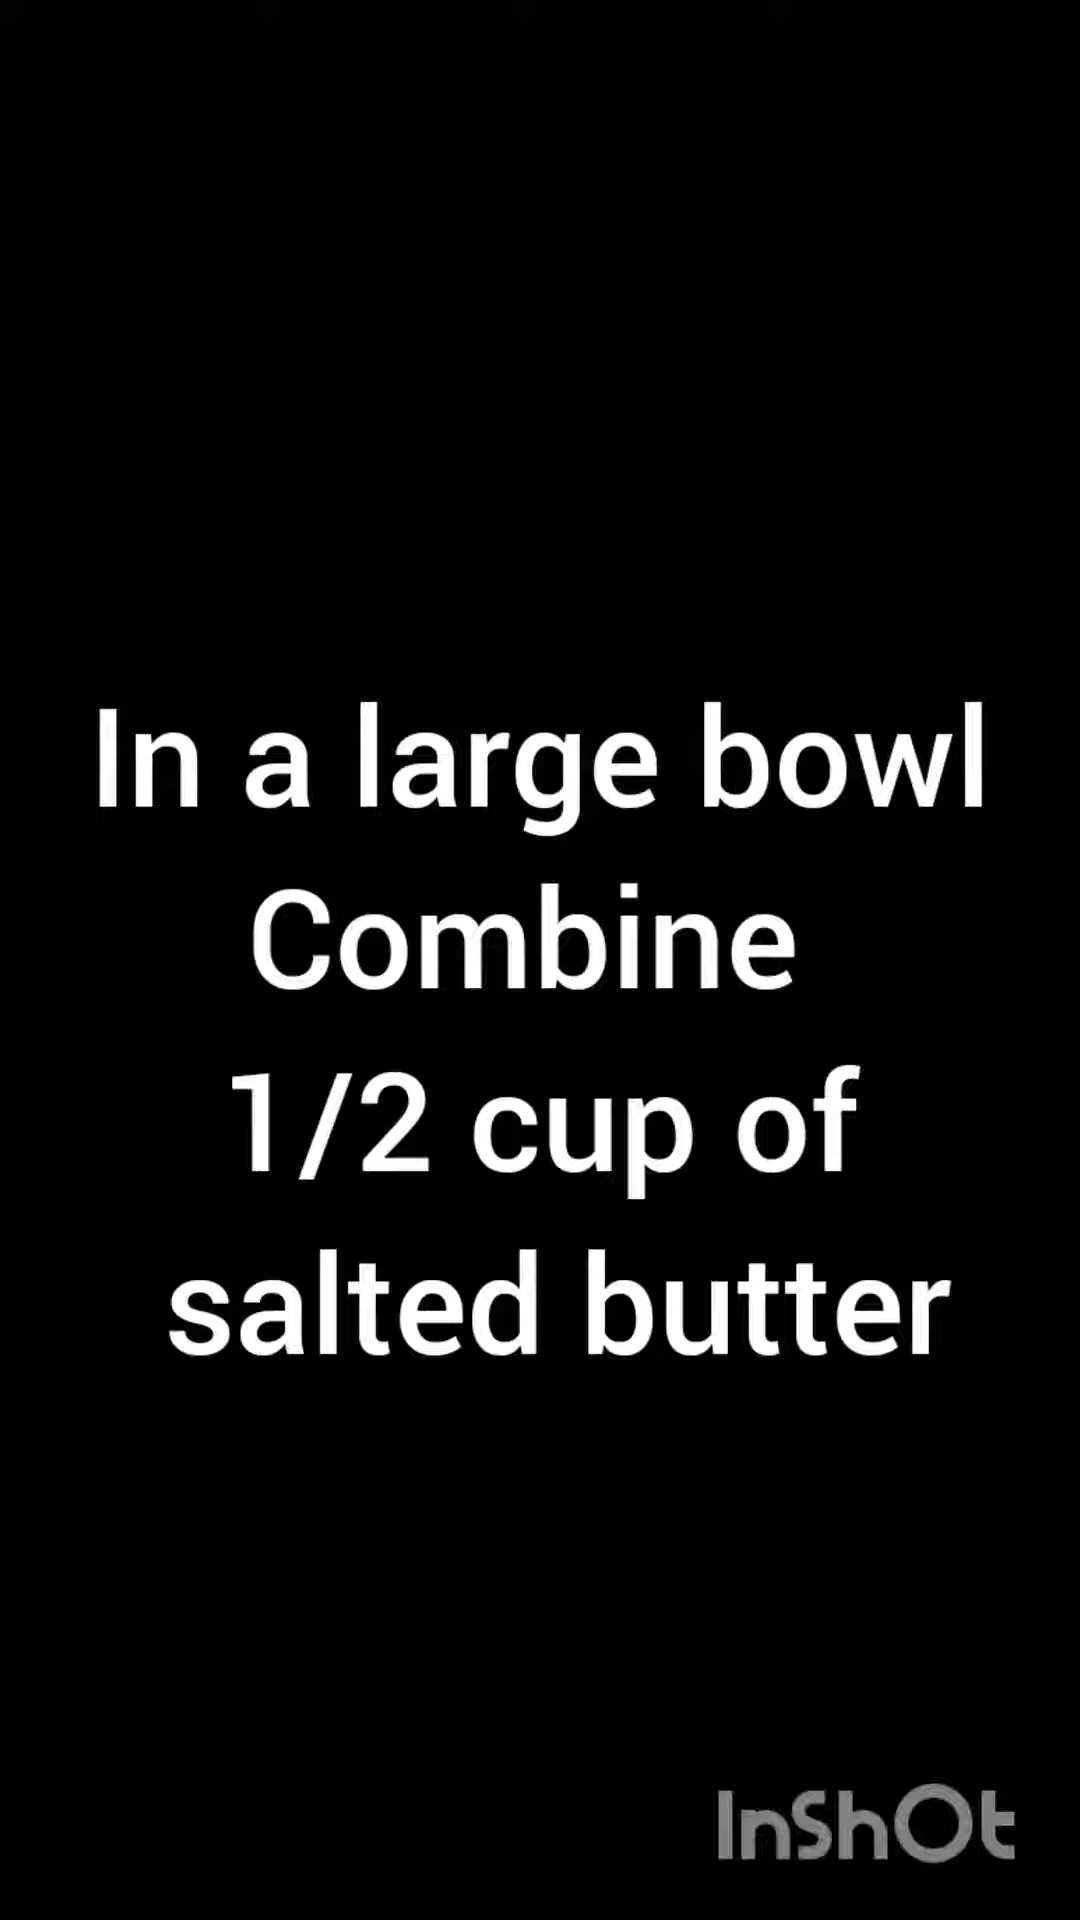 In a large bowl
Combine
1/2 cup of
salted butter
InShOt